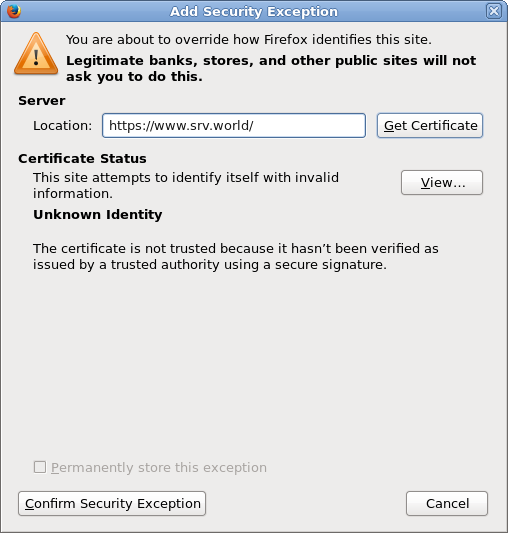 Add Security Exception
You are about to override how Firefox identifies this site.
Legitimate banks, stores, and other public sites will not
ask you to do this.
Server
Location: https://www.srv.world/ Get Certificate
Certificate Status
This site attempts to identify itself with invalid
information.
View...
Unknown Identity
The certificate is not trusted because it hasn't been verified as
issued by a trusted authority using a secure signature.
Permanently store this exception
Confirm Security Exception Cancel